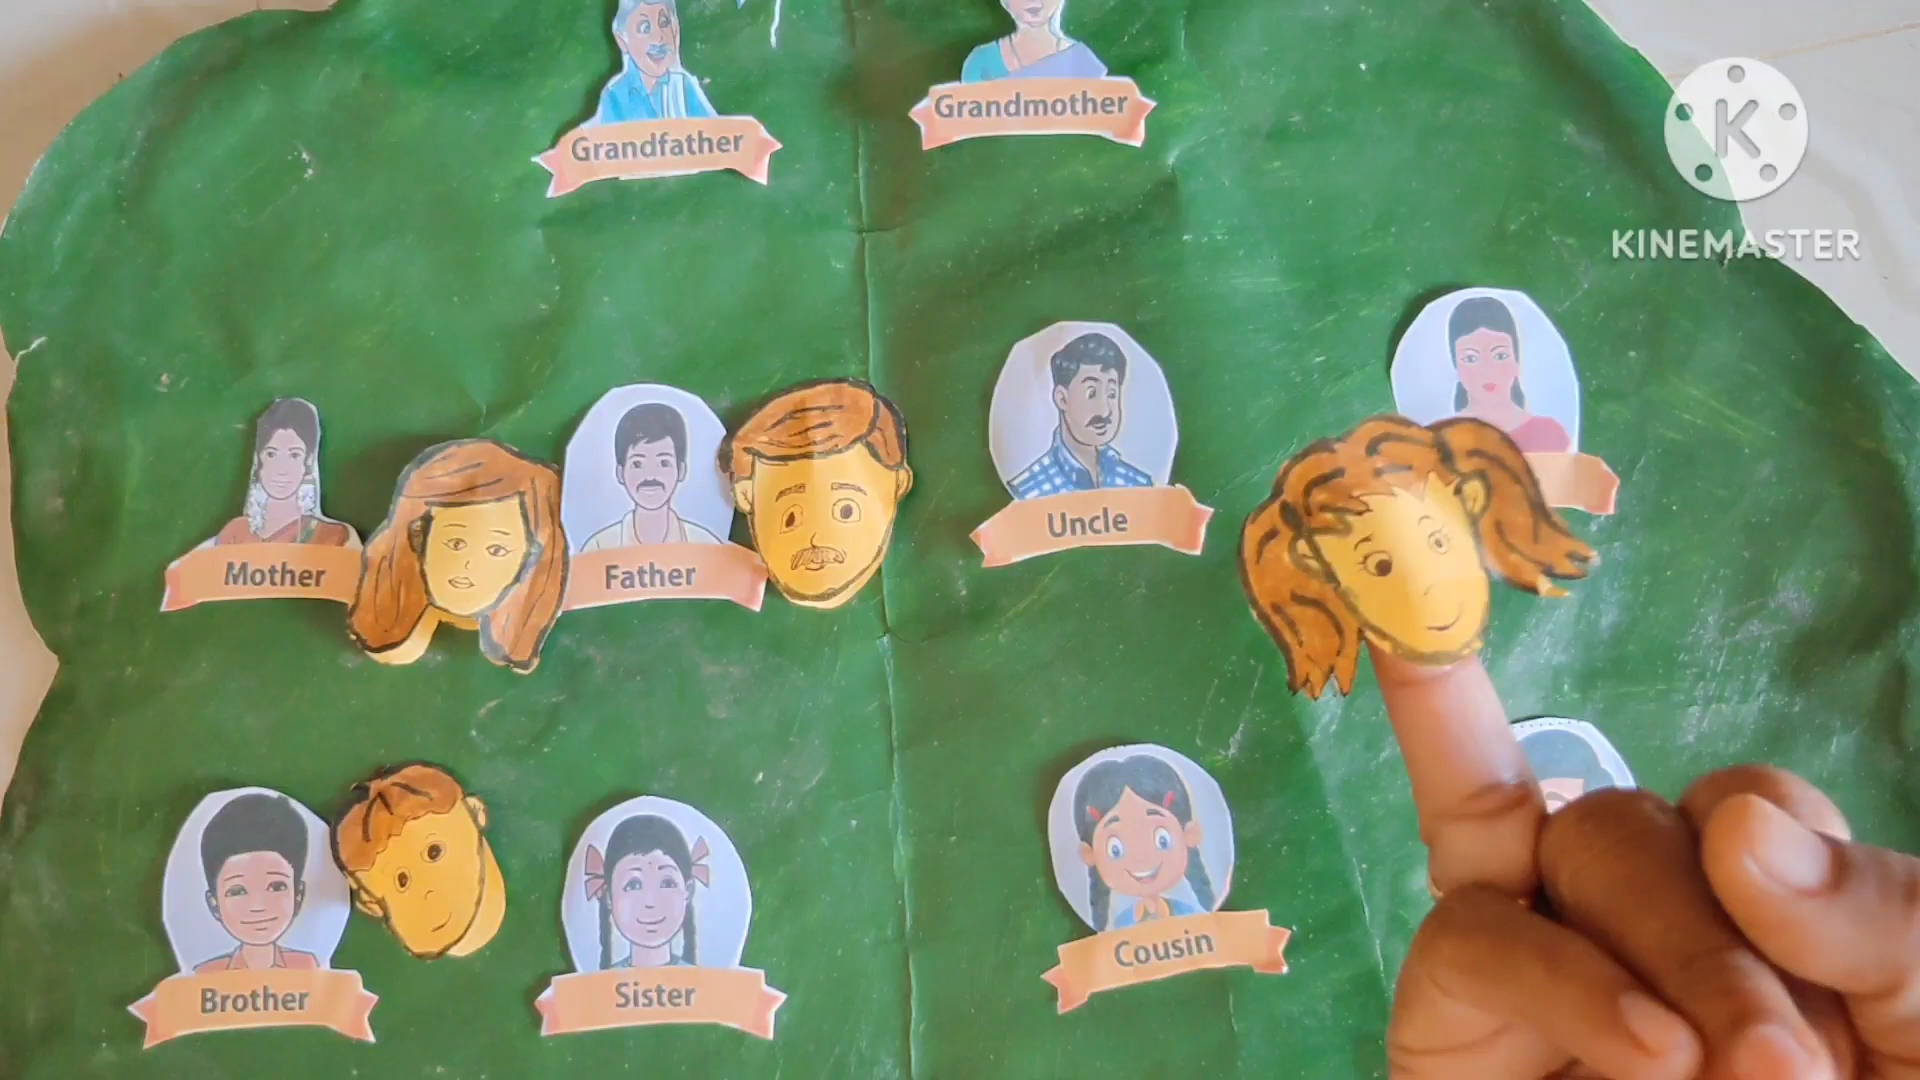 Grandfather
Grandmother
K
KINEMASTER
Mother
Father
Uncle
Brother
Sister
Cousin